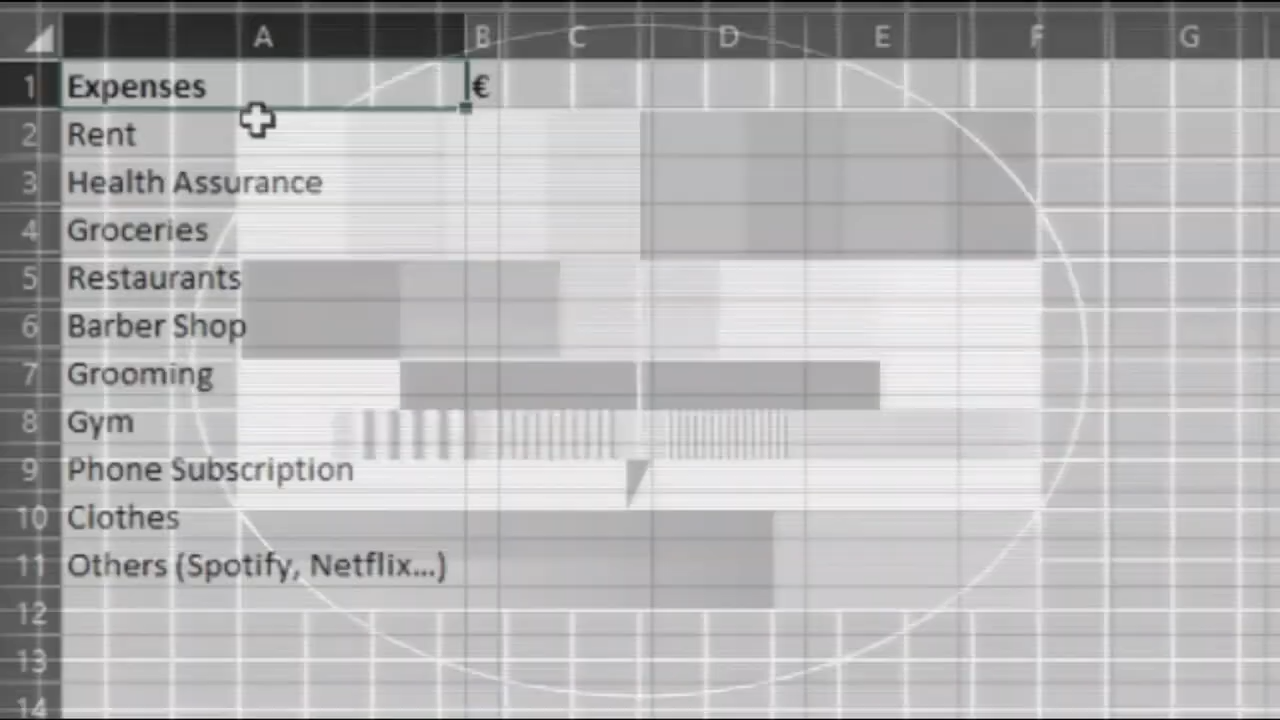 A B C D E F G
1 Expenses €
2 Rent
3 Health Assurance
4 Groceries
5 Restaurants
6 Barber Shop
7 Grooming
8 Gym
9 Phone Subscription
10 Clothes
11 Others (Spotify, Netflix...)
12
13
14